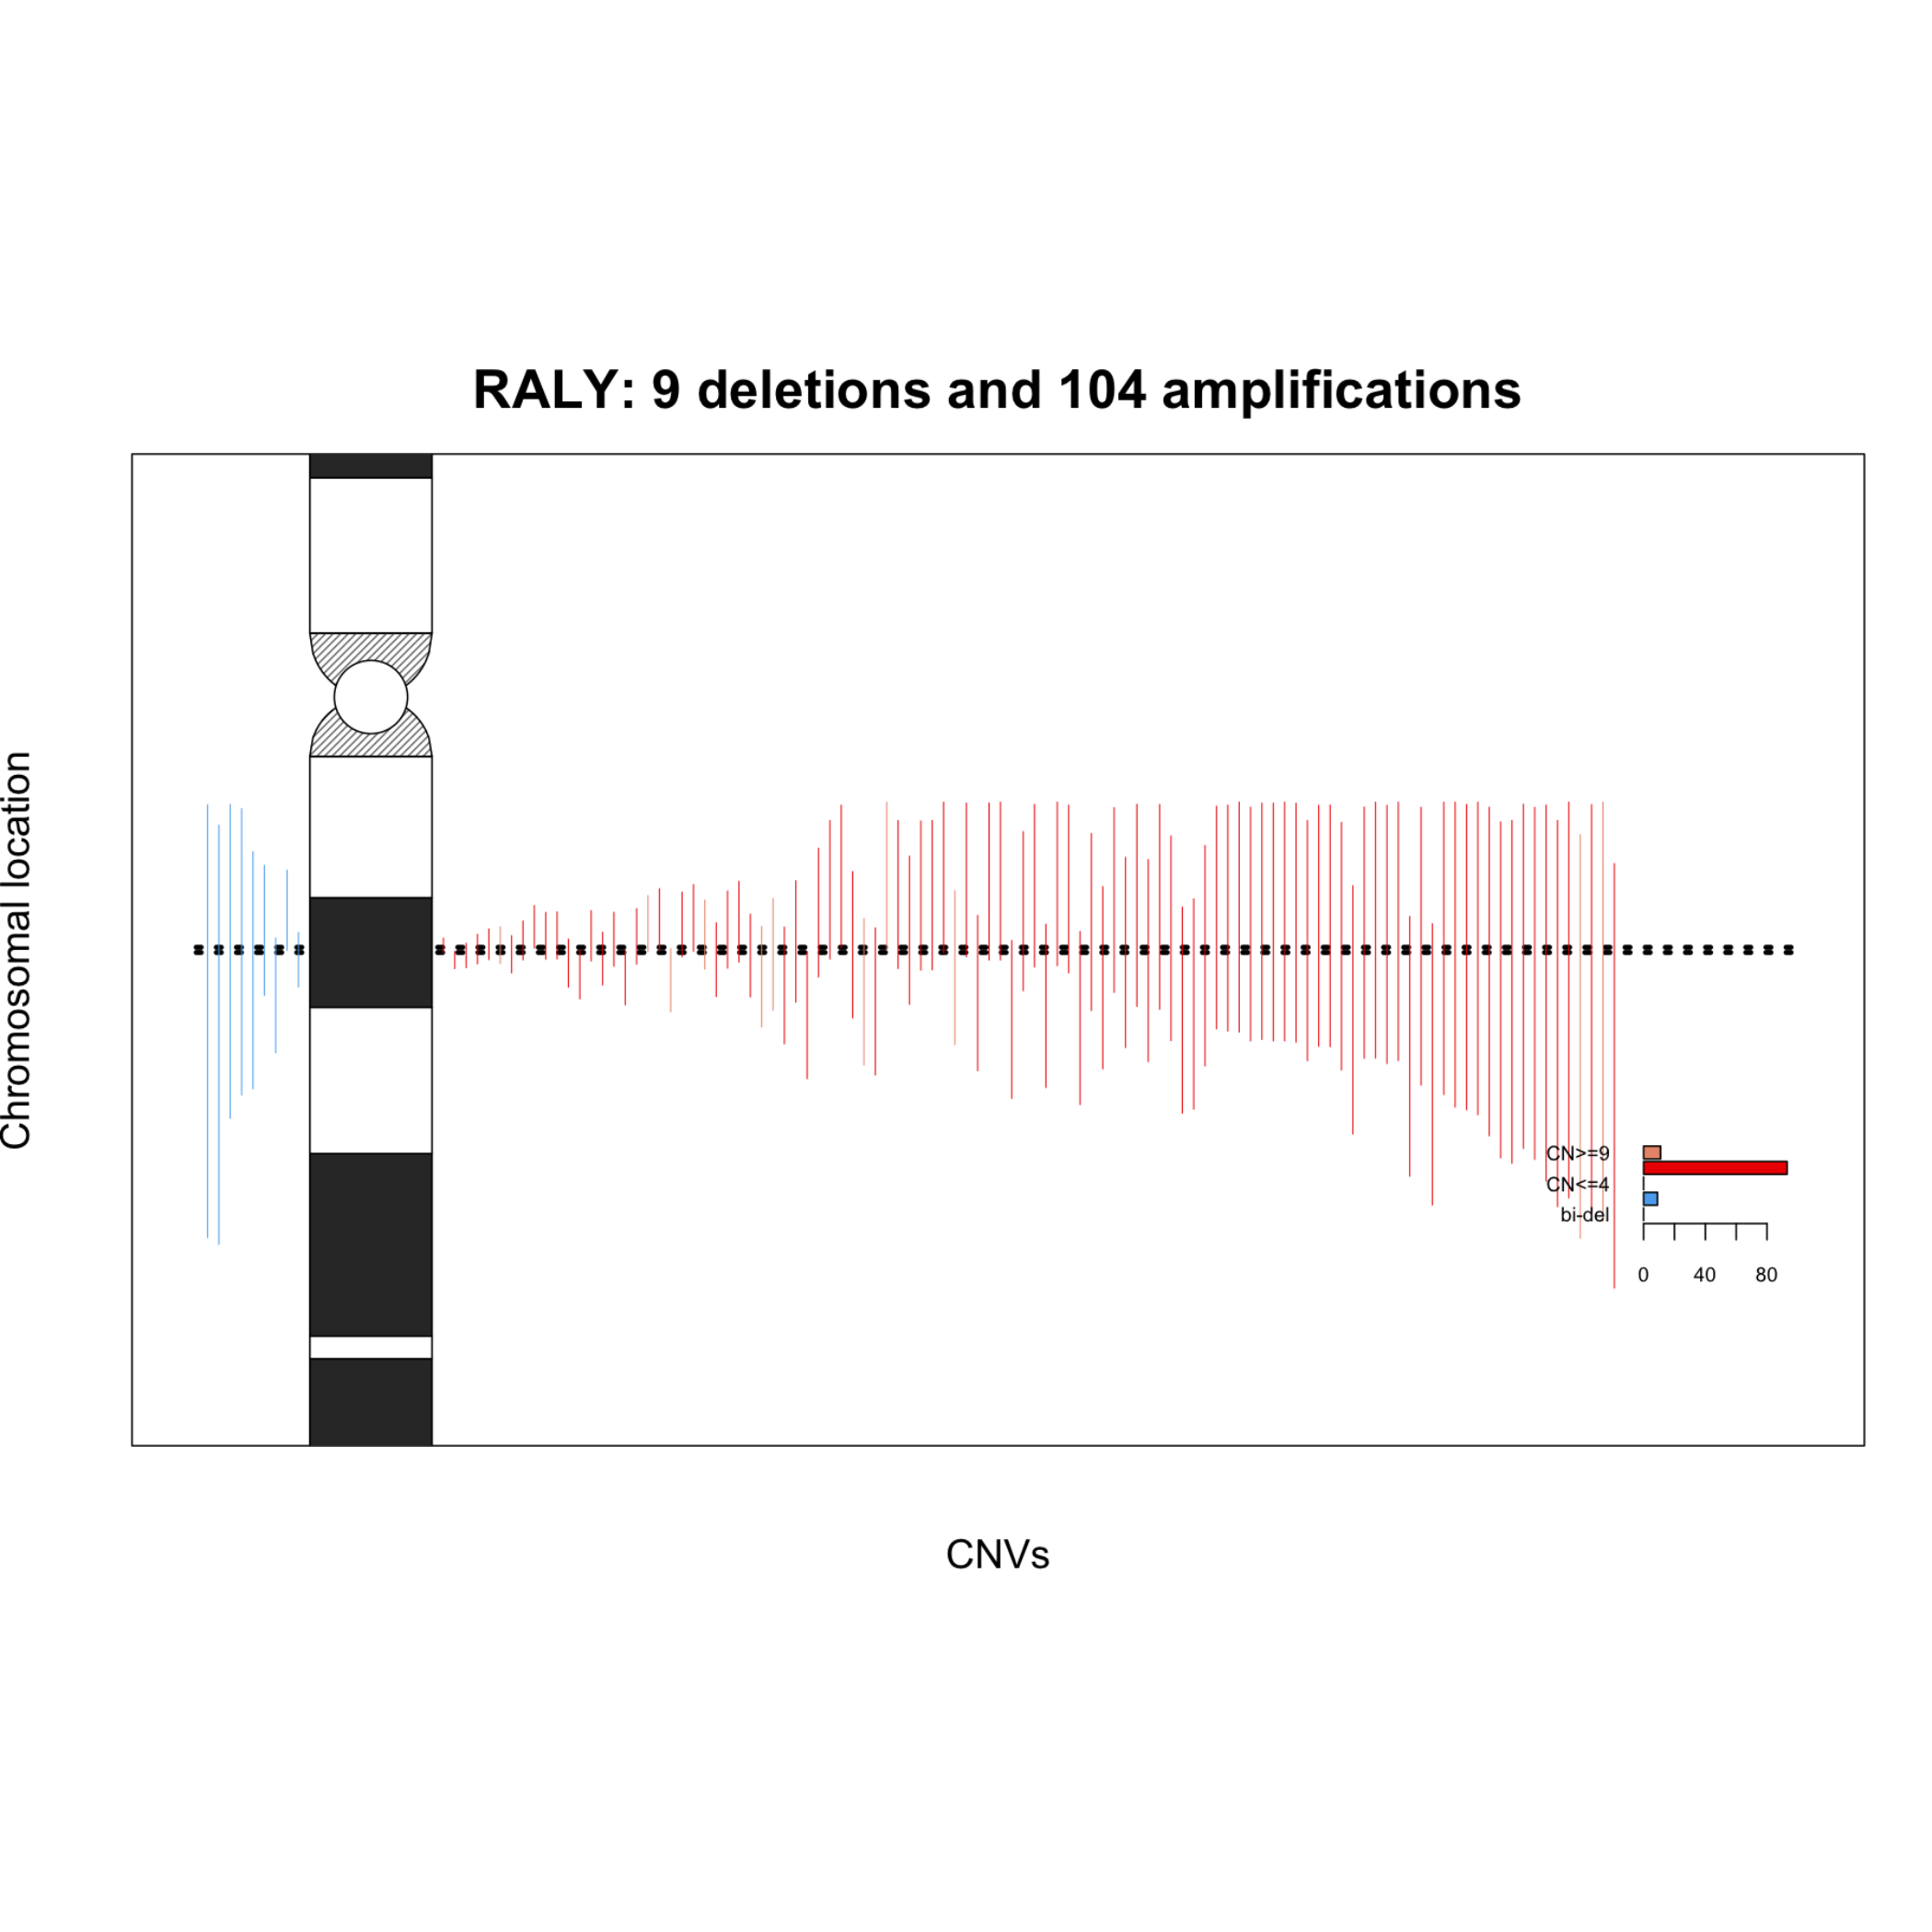 RALY: 9 deletions and 104 amplifications
Chromosomal location
CN>=9
CN<=4
bi-del
0 40 80
CNVs